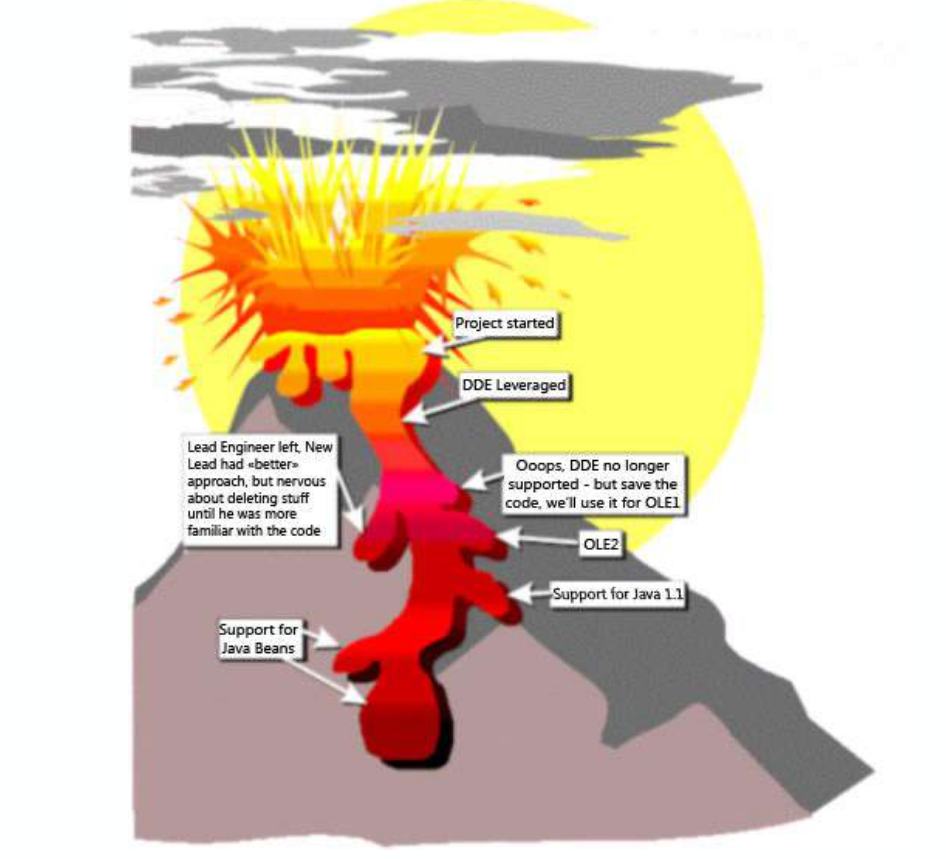 Project started
DDE Leveraged
Lead Engineer left, New
Lead had «better»
approach, but nervous
about deleting stuff
until he was more
familiar with the code
Ooops, DDE no longer
supported - but save the
code, we'll use it for OLE1
OLE2
Support for Java 1.1
Support for
Java Beans